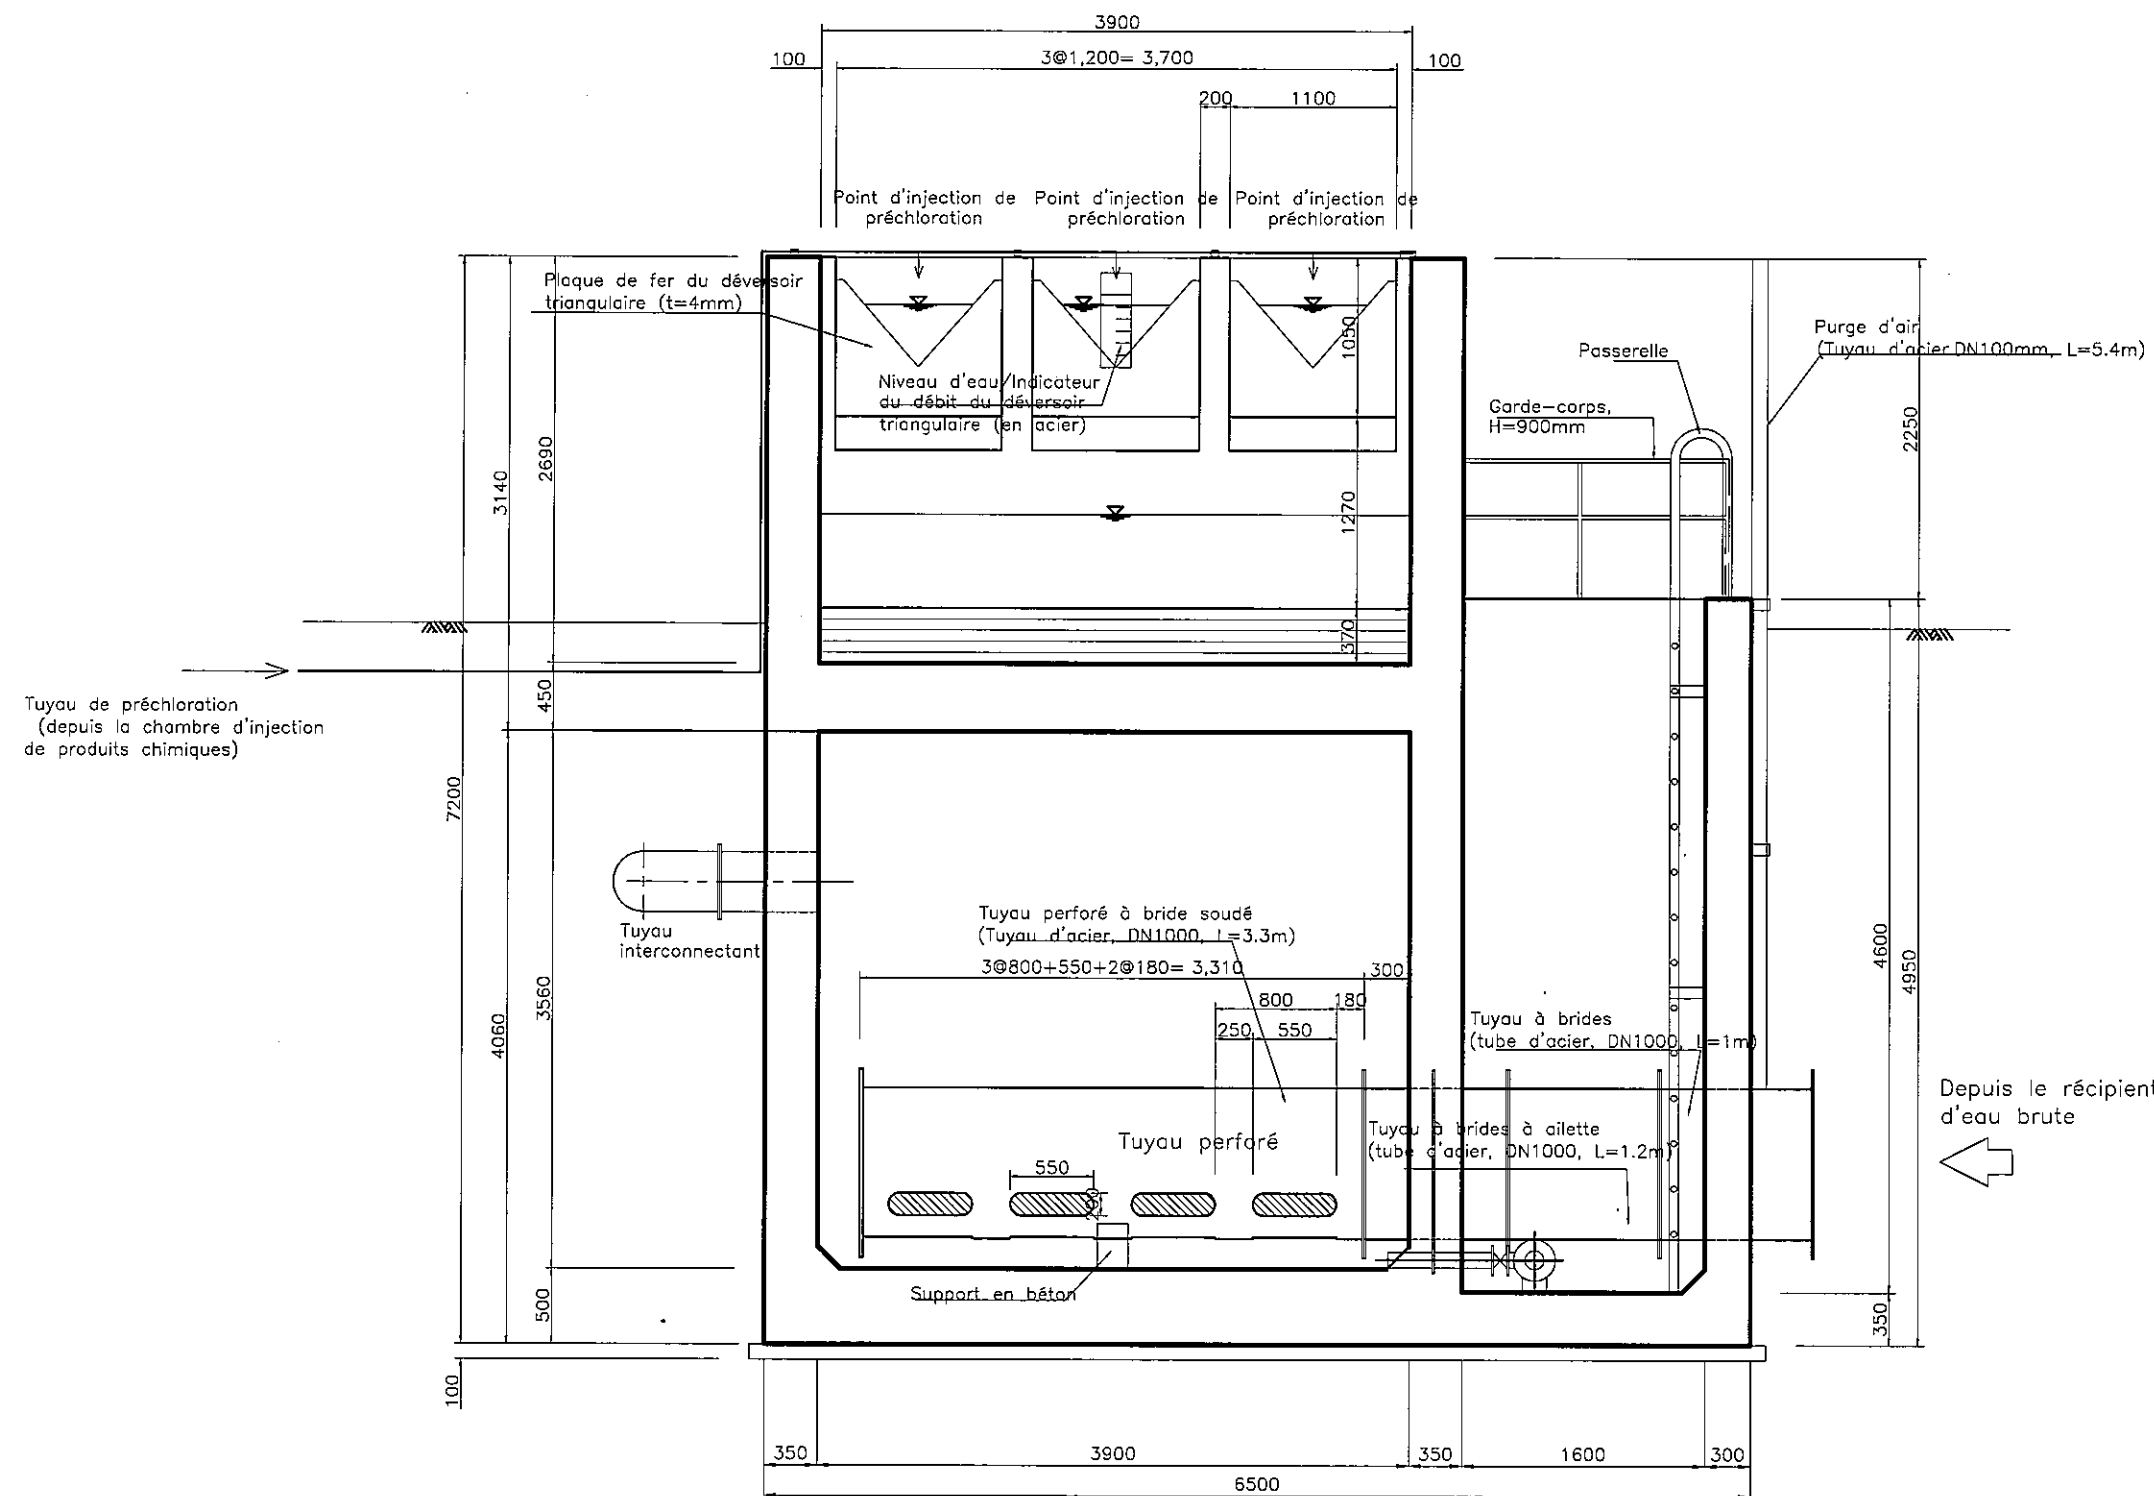 3900
100
3@1,200= 3,700
100
200
1100
Point d'injection de
préchloration
Point d'injection de
préchloration
Point d'injection de
préchloration
Plaque de fer du déversoir
triangulaire (t=4mm)
Niveau d'eau/Indicateur
du débit du déversoir
triangulaire (en acier)
1050
1270
370
Passerelle
Purge d'air
(Tuyau d'acier DN100mm, L=5.4m)
Garde-corps,
H=900mm
2250
2690
3140
450
7200
Tuyau de préchloration
(depuis la chambre d'injection
de produits chimiques)
Tuyau
interconnectant
3560
4060
500
100
Tuyau perforé à bride soudé
(Tuyau d'acier, DN1000, L=3.3m)
3@800+550+2@180= 3,310
300
800
180
250
550
Tuyau perforé
550
Support en béton
Tuyau à brides
(tube d'acier, DN1000, L=1m)
Tuyau à brides à ailette
(tube d'acier, DN1000, L=1.2m)
4600
4950
350
Depuis le récipient
d'eau brute
350
3900
350
1600
300
6500